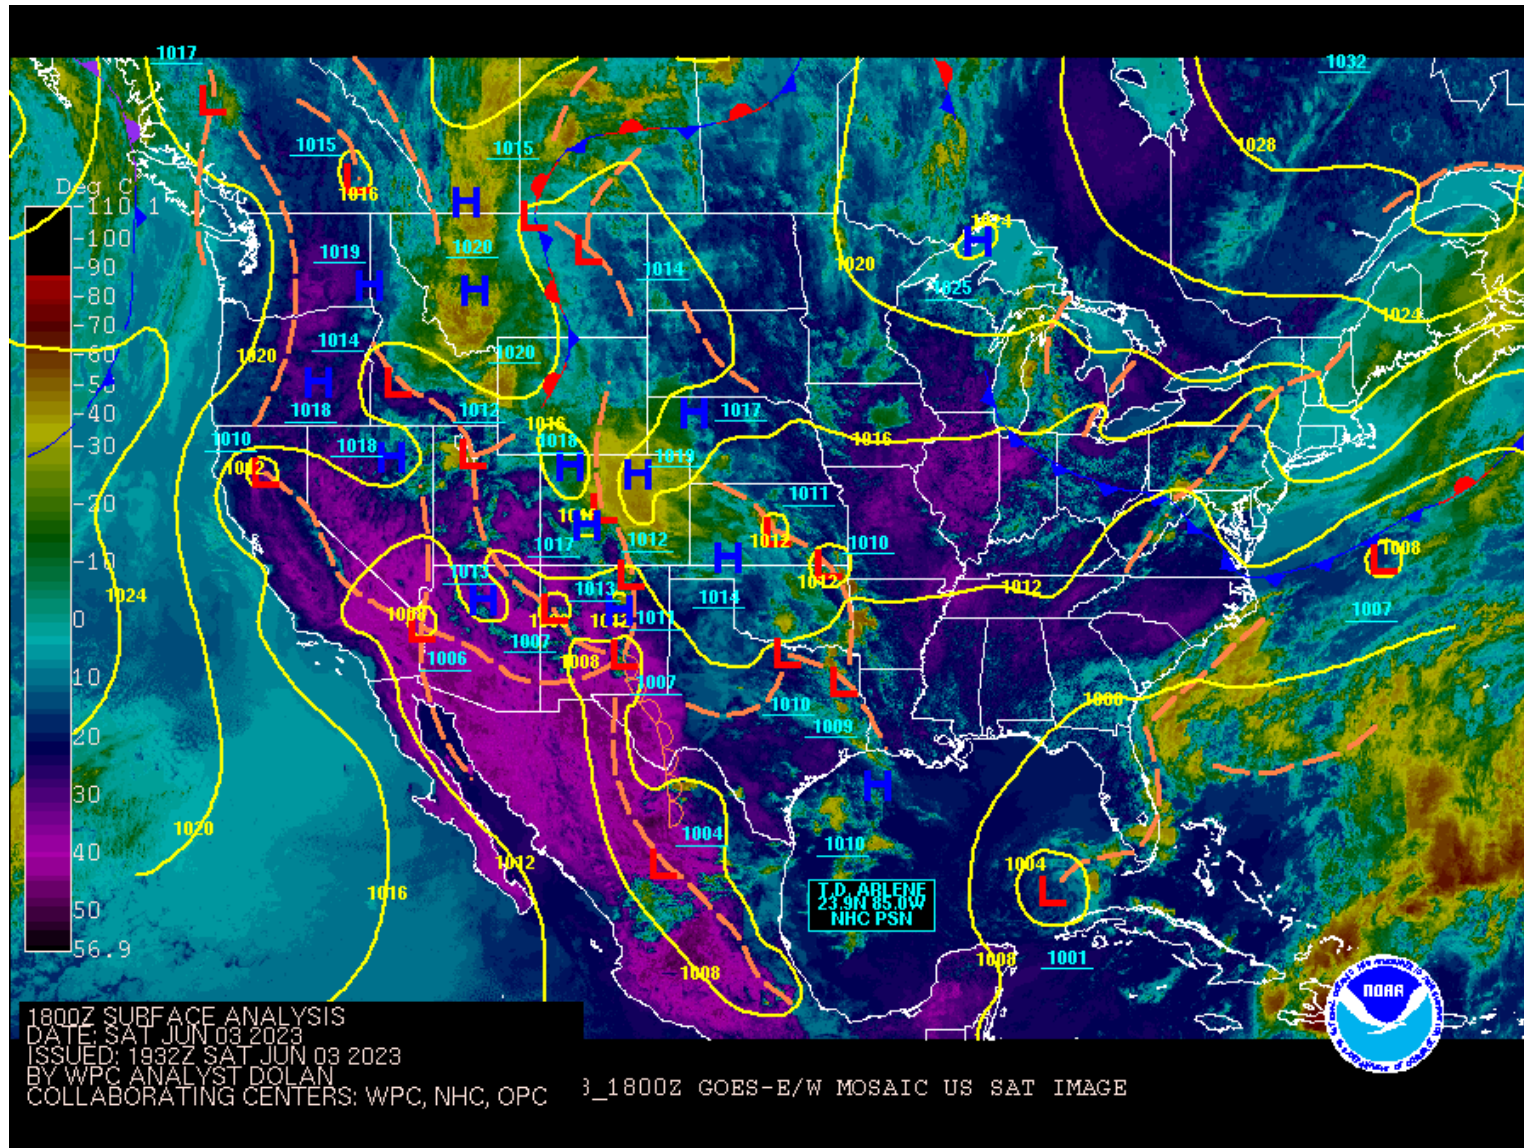 1017
1032
1015
1015
1028
1016
Deg C
-110.1
-100
-90
-80
-70
-60
-50
-40
-30
-20
-10
0
10
20
30
40
50
56.9
L
H
L
L
H
1024
1020
1019
1020
1014
1020
H
H
1025
1024
1020
1014
1020
H
L
1018
1012
1016
1017
H
1010
1018
1018
1016
1012
L
H
L
H
1019
H
1011
L
H
1017
1012
1012
L
1010
L
1008
L
1013
H
1013
L
H
1014
1012
1012
1007
1024
1008
L
1006
1007
1008
1011
L
1007
L
L
1010
1009
1008
H
1020
1012
1004
L
1010
1016
1004
L
T.D. ARLENE
23.9N 85.0W
NHC PSN
1008
1008
1001
NOAA
1800Z SURFACE ANALYSIS
DATE: SAT JUN 03 2023
ISSUED: 1932Z SAT JUN 03 2023
BY WPC ANALYST DOLAN
COLLABORATING CENTERS: WPC, NHC, OPC
3_1800Z GOES-E/W MOSAIC US SAT IMAGE